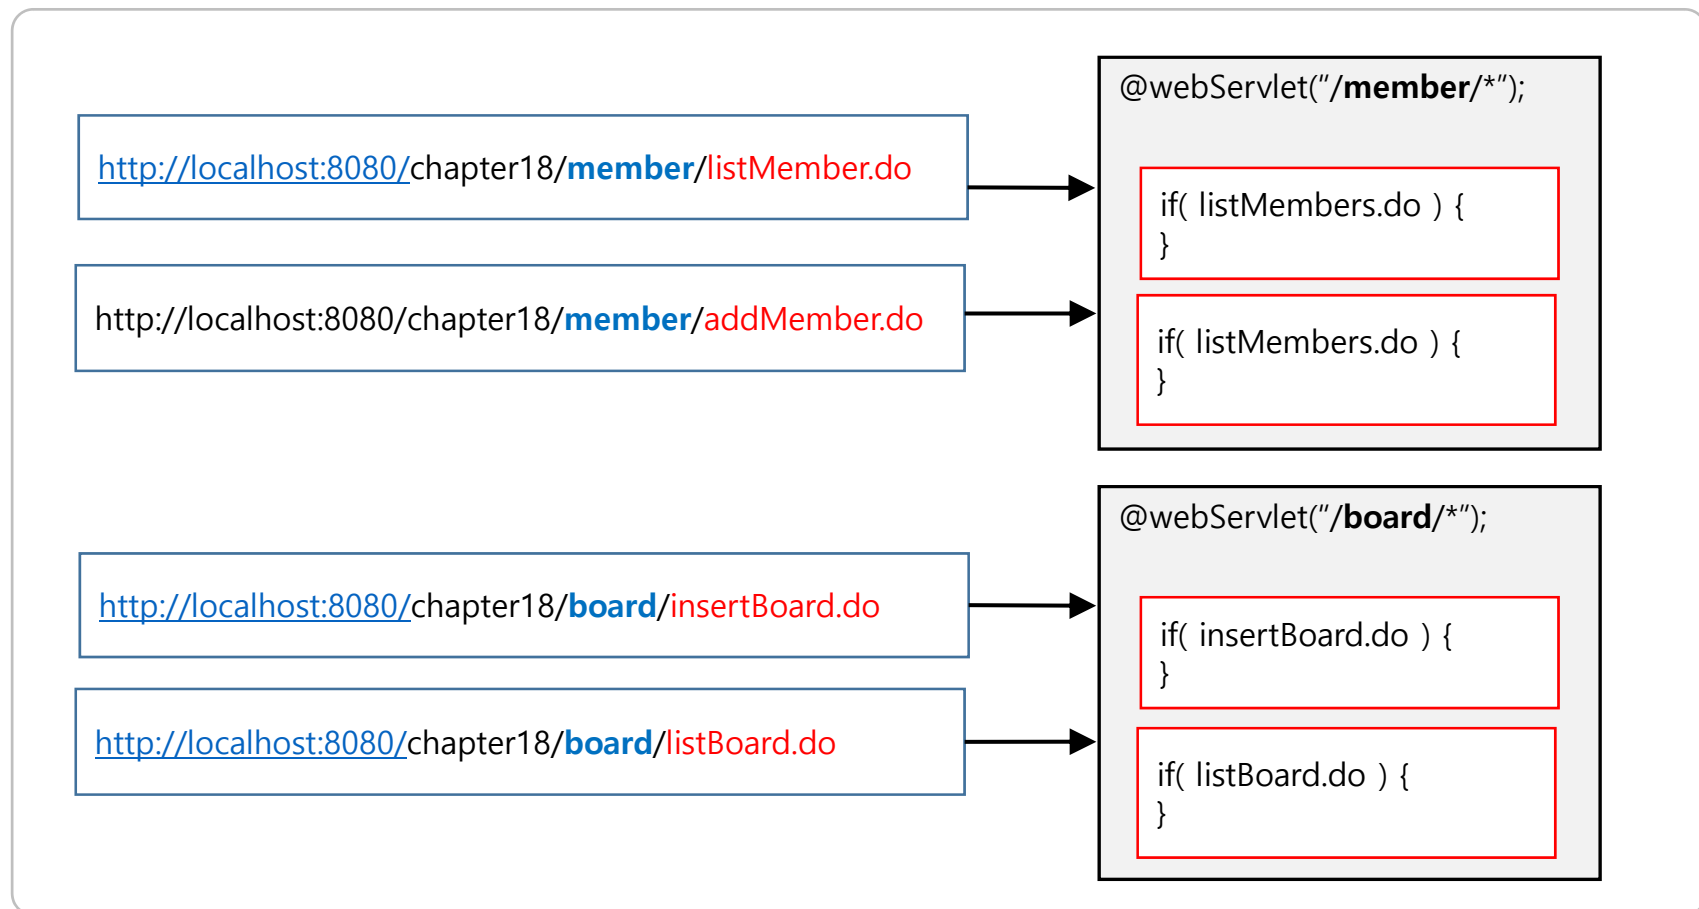 @webServlet("/member/*");
http://localhost:8080/chapter18/member/listMember.do
if( listMembers.do ) {
}
http://localhost:8080/chapter18/member/addMember.do
if( listMembers.do ) {
}
@webServlet("/board/*");
http://localhost:8080/chapter18/board/insertBoard.do
if( insertBoard.do ) {
}
http://localhost:8080/chapter18/board/listBoard.do
if( listBoard.do ) {
}